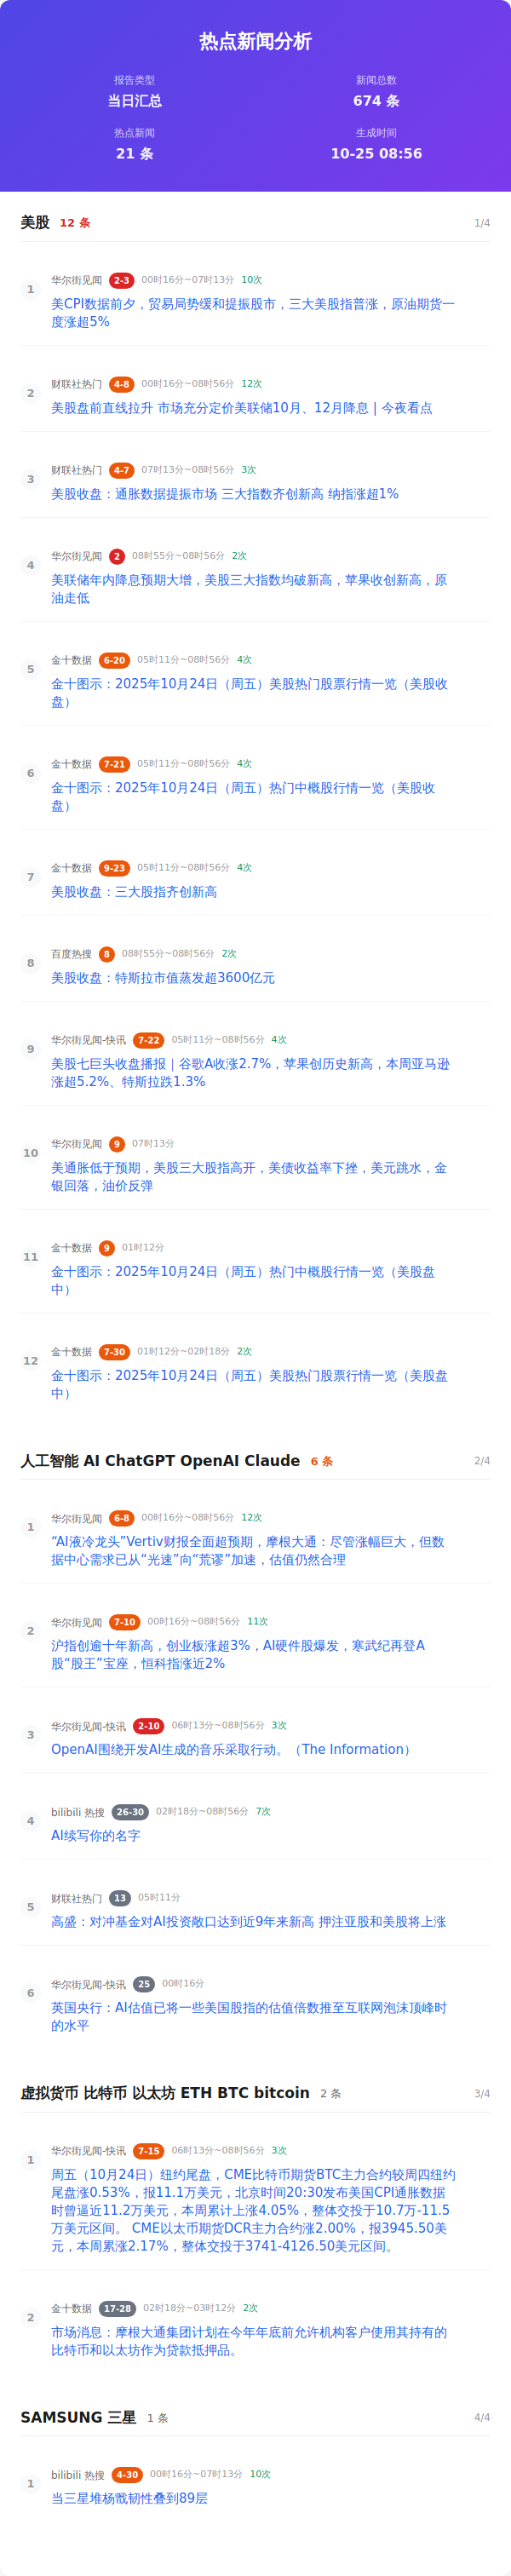 热点新闻分析
报告类型
当日汇总
新闻总数
674 条
热点新闻
21 条
生成时间
10-25 08:56
美股 12 条 1/4
1 华尔街见闻 2-3 00时16分~07时13分 10次
美CPI数据前夕，贸易局势缓和提振股市，三大美股指普涨，原油期货一
度涨超5%
2 财联社热门 4-8 00时16分~08时56分 12次
美股盘前直线拉升 市场充分定价美联储10月、12月降息 | 今夜看点
3 财联社热门 4-7 07时13分~08时56分 3次
美股收盘：通胀数据提振市场 三大指数齐创新高 纳指涨超1%
4 华尔街见闻 2 08时55分~08时56分 2次
美联储年内降息预期大增，美股三大指数均破新高，苹果收创新高，原
油走低
5 金十数据 6-20 05时11分~08时56分 4次
金十图示：2025年10月24日（周五）美股热门股票行情一览（美股收
盘）
6 金十数据 7-21 05时11分~08时56分 4次
金十图示：2025年10月24日（周五）热门中概股行情一览（美股收
盘）
7 金十数据 9-23 05时11分~08时56分 4次
美股收盘：三大股指齐创新高
8 百度热搜 8 08时55分~08时56分 2次
美股收盘：特斯拉市值蒸发超3600亿元
9 华尔街见闻-快讯 7-22 05时11分~08时56分 4次
美股七巨头收盘播报｜谷歌A收涨2.7%，苹果创历史新高，本周亚马逊
涨超5.2%、特斯拉跌1.3%
10 华尔街见闻 9 07时13分
美通胀低于预期，美股三大股指高开，美债收益率下挫，美元跳水，金
银回落，油价反弹
11 金十数据 9 01时12分
金十图示：2025年10月24日（周五）热门中概股行情一览（美股盘
中）
12 金十数据 7-30 01时12分~02时18分 2次
金十图示：2025年10月24日（周五）美股热门股票行情一览（美股盘
中）
人工智能 AI ChatGPT OpenAI Claude 6 条 2/4
1 华尔街见闻 6-8 00时16分~08时56分 12次
“AI液冷龙头”Vertiv财报全面超预期，摩根大通：尽管涨幅巨大，但数
据中心需求已从“光速”向“荒谬”加速，估值仍然合理
2 华尔街见闻 7-10 00时16分~08时56分 11次
沪指创逾十年新高，创业板涨超3%，AI硬件股爆发，寒武纪再登A
股“股王”宝座，恒科指涨近2%
3 华尔街见闻-快讯 2-10 06时13分~08时56分 3次
OpenAI围绕开发AI生成的音乐采取行动。（The Information）
4 bilibili 热搜 26-30 02时18分~08时56分 7次
AI续写你的名字
5 财联社热门 13 05时11分
高盛：对冲基金对AI投资敞口达到近9年来新高 押注亚股和美股将上涨
6 华尔街见闻-快讯 25 00时16分
英国央行：AI估值已将一些美国股指的估值倍数推至互联网泡沫顶峰时
的水平
虚拟货币 比特币 以太坊 ETH BTC bitcoin 2 条 3/4
1 华尔街见闻-快讯 7-15 06时13分~08时56分 3次
周五（10月24日）纽约尾盘，CME比特币期货BTC主力合约较周四纽约
尾盘涨0.53%，报11.1万美元，北京时间20:30发布美国CPI通胀数据
时曾逼近11.2万美元，本周累计上涨4.05%，整体交投于10.7万-11.5
万美元区间。 CME以太币期货DCR主力合约涨2.00%，报3945.50美
元，本周累涨2.17%，整体交投于3741-4126.50美元区间。
2 金十数据 17-28 02时18分~03时12分 2次
市场消息：摩根大通集团计划在今年年底前允许机构客户使用其持有的
比特币和以太坊作为贷款抵押品。
SAMSUNG 三星 1 条 4/4
1 bilibili 热搜 4-30 00时16分~07时13分 10次
当三星堆杨戬韧性叠到89层